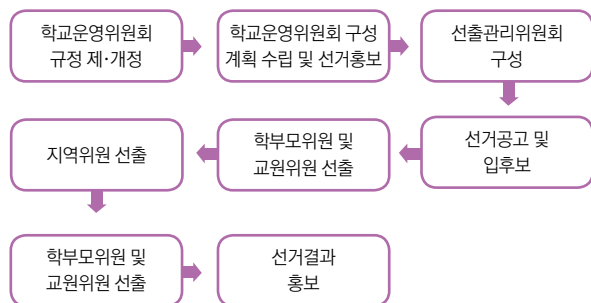 학교운영위원회
규정 제·개정
학교운영위원회 구성
계획 수립 및 선거홍보
선출관리위원회
구성
선거공고 및
입후보
학부모위원 및
교원위원 선출
지역위원 선출
학부모위원 및
교원위원 선출
선거결과
홍보